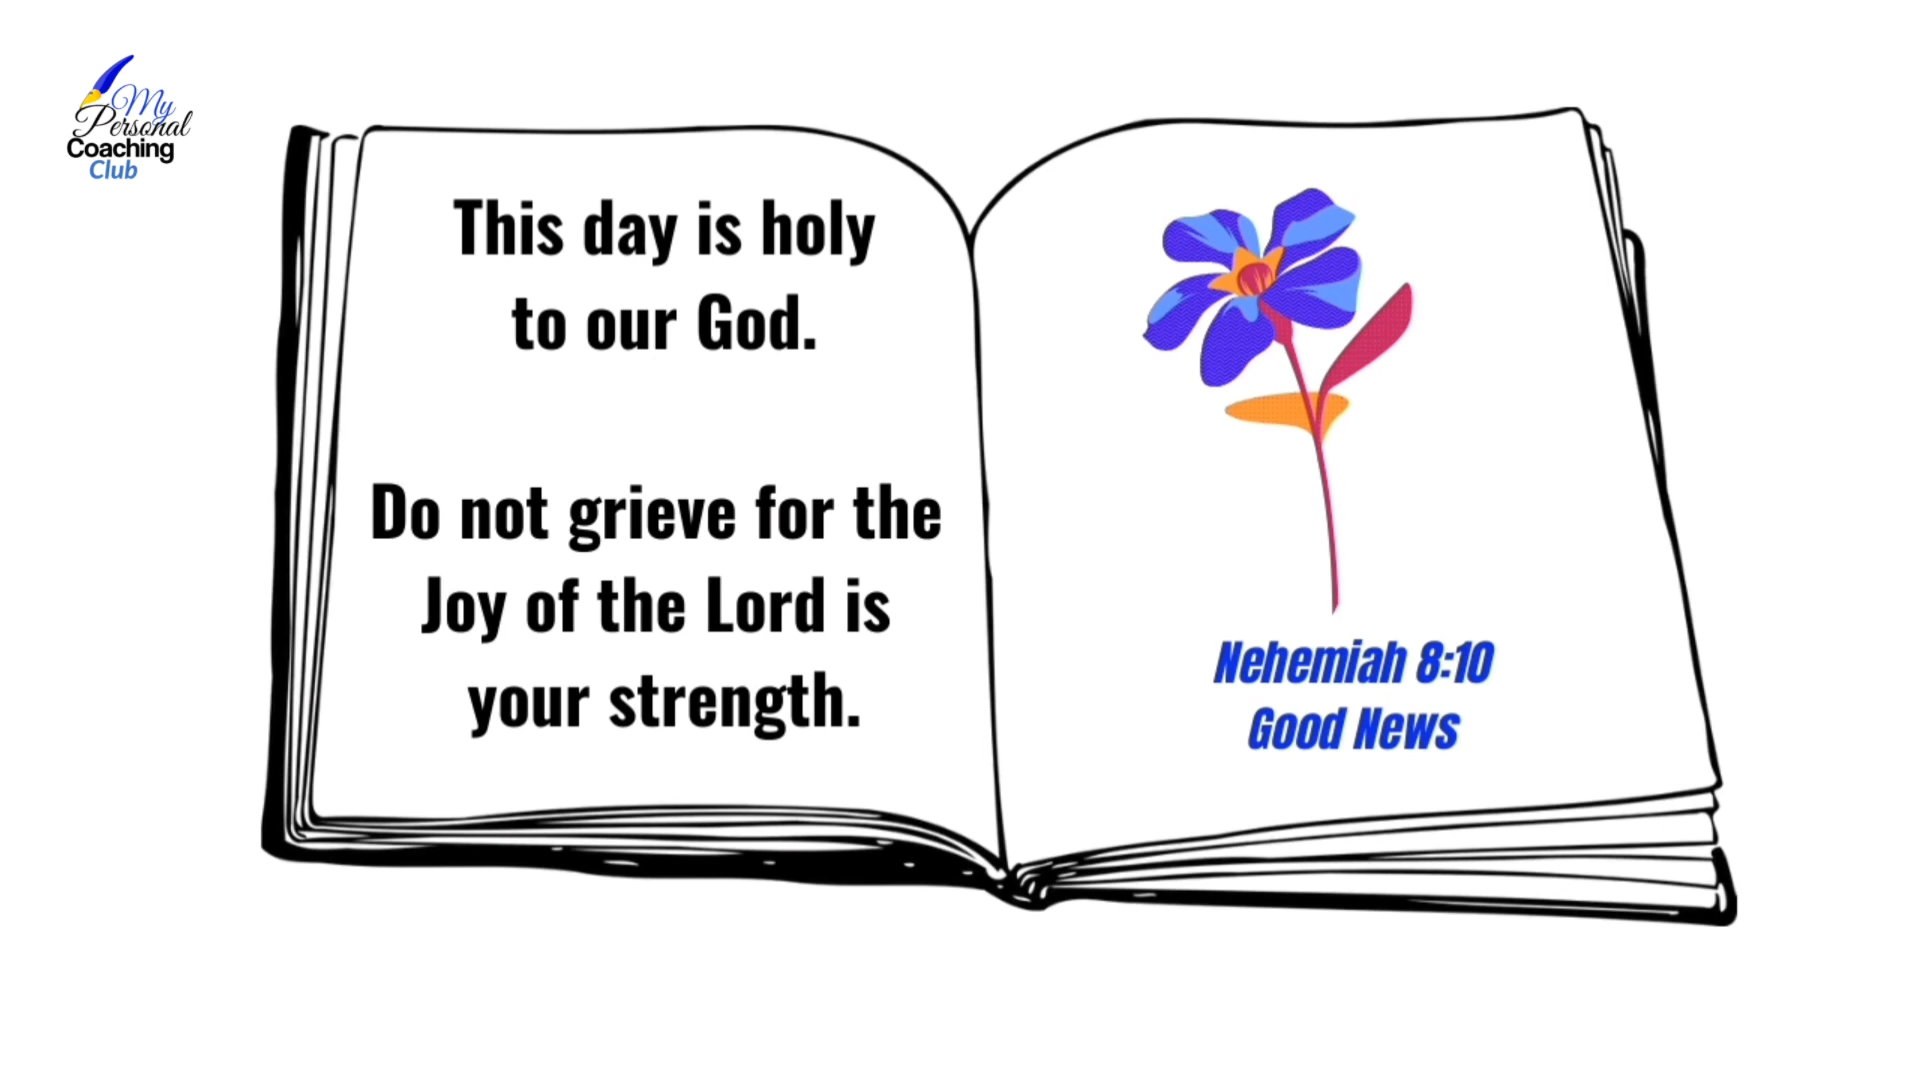 My
Personal
Coaching
Club
This day is holy
to our God.
Do not grieve for the
Joy of the Lord is
your strength.
Nehemiah 8:10
Good News